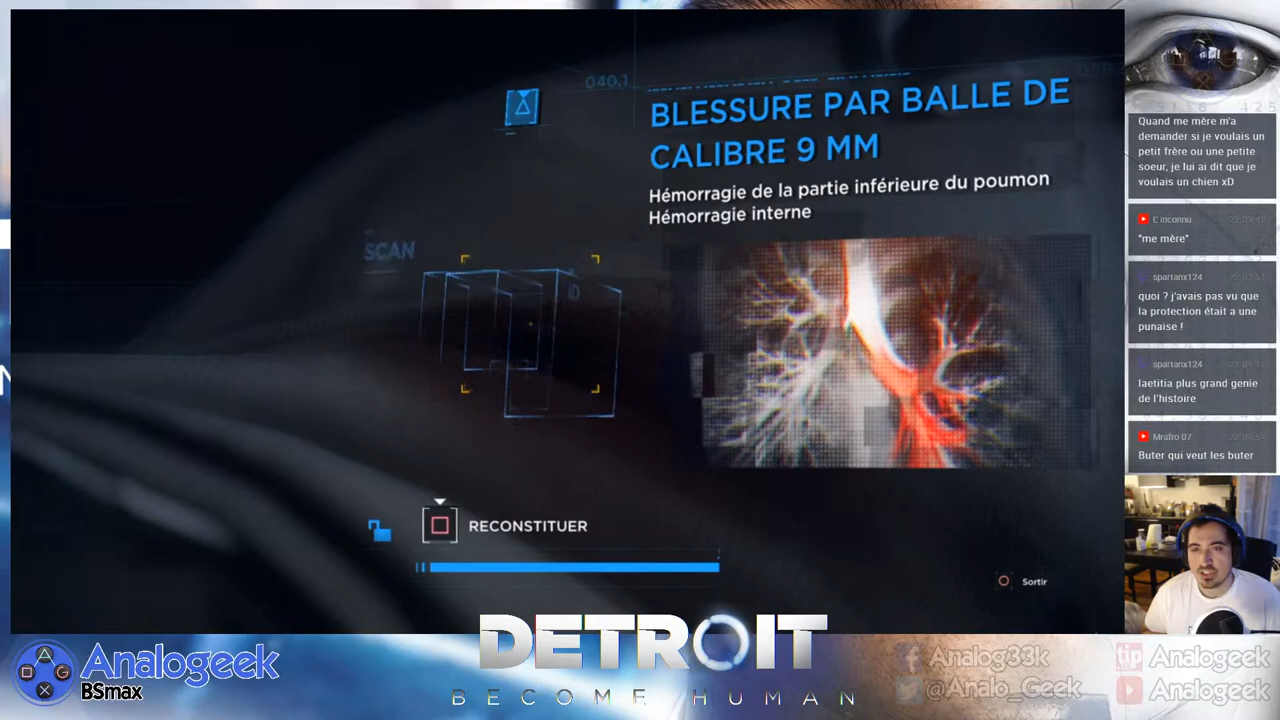 040.1
BLESSURE PAR BALLE DE
CALIBRE 9 MM
Hémorragie de la partie inférieure du poumon
Hémorragie interne
SCAN
ID
RECONSTITUER
Sortir
Quand me mère m'a
demander si je voulais un
petit frère ou une petite
soeur, je lui ai dit que je
voulais un chien xD
L' inconnu
"me mère"
spartanx124
quoi ? j'avais pas vu que
la protection était a une
punaise !
spartanx124
laetitia plus grand genie
de l'histoire
Mrafro 07
Buter qui veut les buter
DETROIT
BECOME HUMAN
Analogeek
BSmax
Analog33k
@Analo_Geek
tip Analogeek
Analogeek